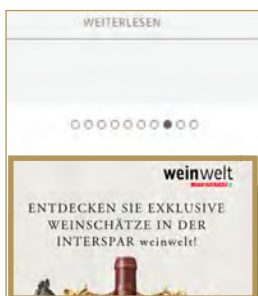 WEITERLESEN
weinwelt
ENTDECKEN SIE EXKLUSIVE
WEINSCHÄTZE IN DER
INTERSPAR weinwelt!